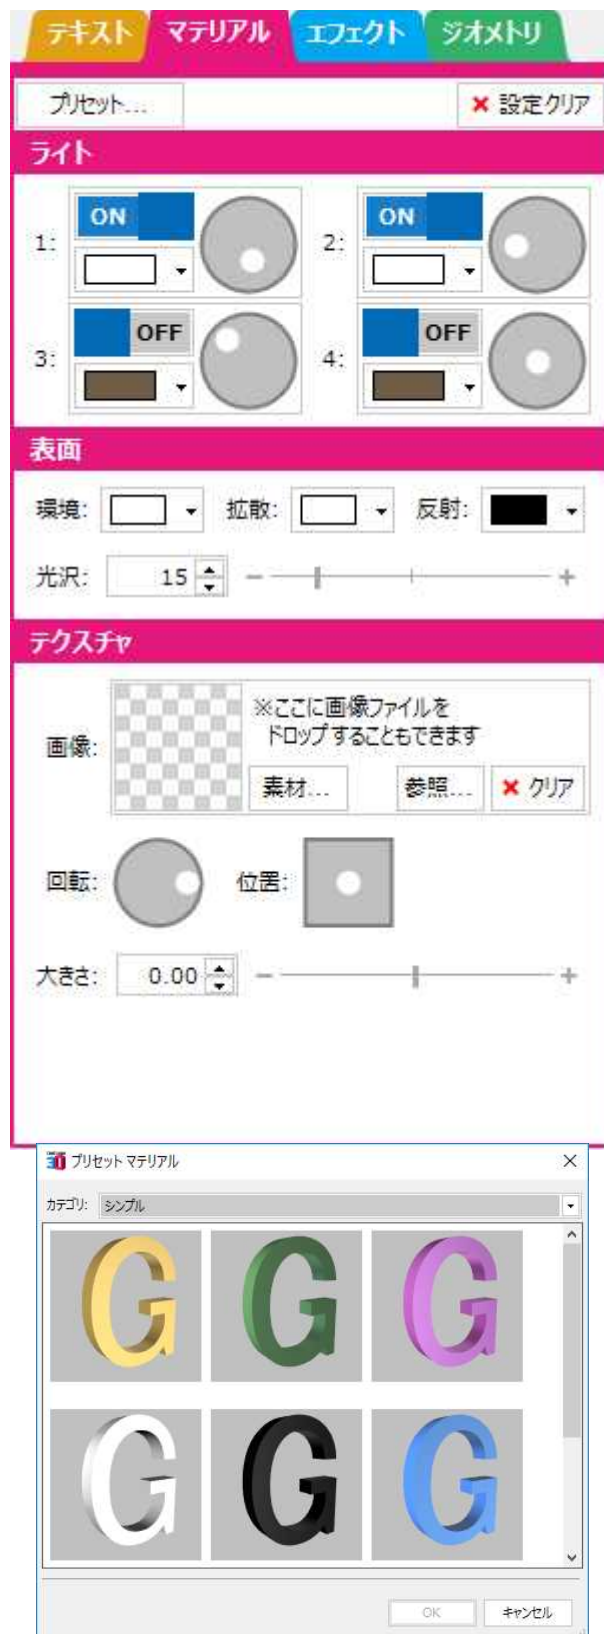 テキスト マテリアル エフェクト ジオメトリ
プリセット... 設定クリア
ライト
1: ON 2: ON
3: OFF 4: OFF
表面
環境: 拡散: 反射:
光沢: 15 - +
テクスチャ
※ここに画像ファイルを
ドロップすることもできます
画像:
素材... 参照... クリア
回転: 位置:
大きさ: 0.00 - +
プリセット マテリアル
カテゴリ: シンプル
G G G
G G G
OK キャンセル